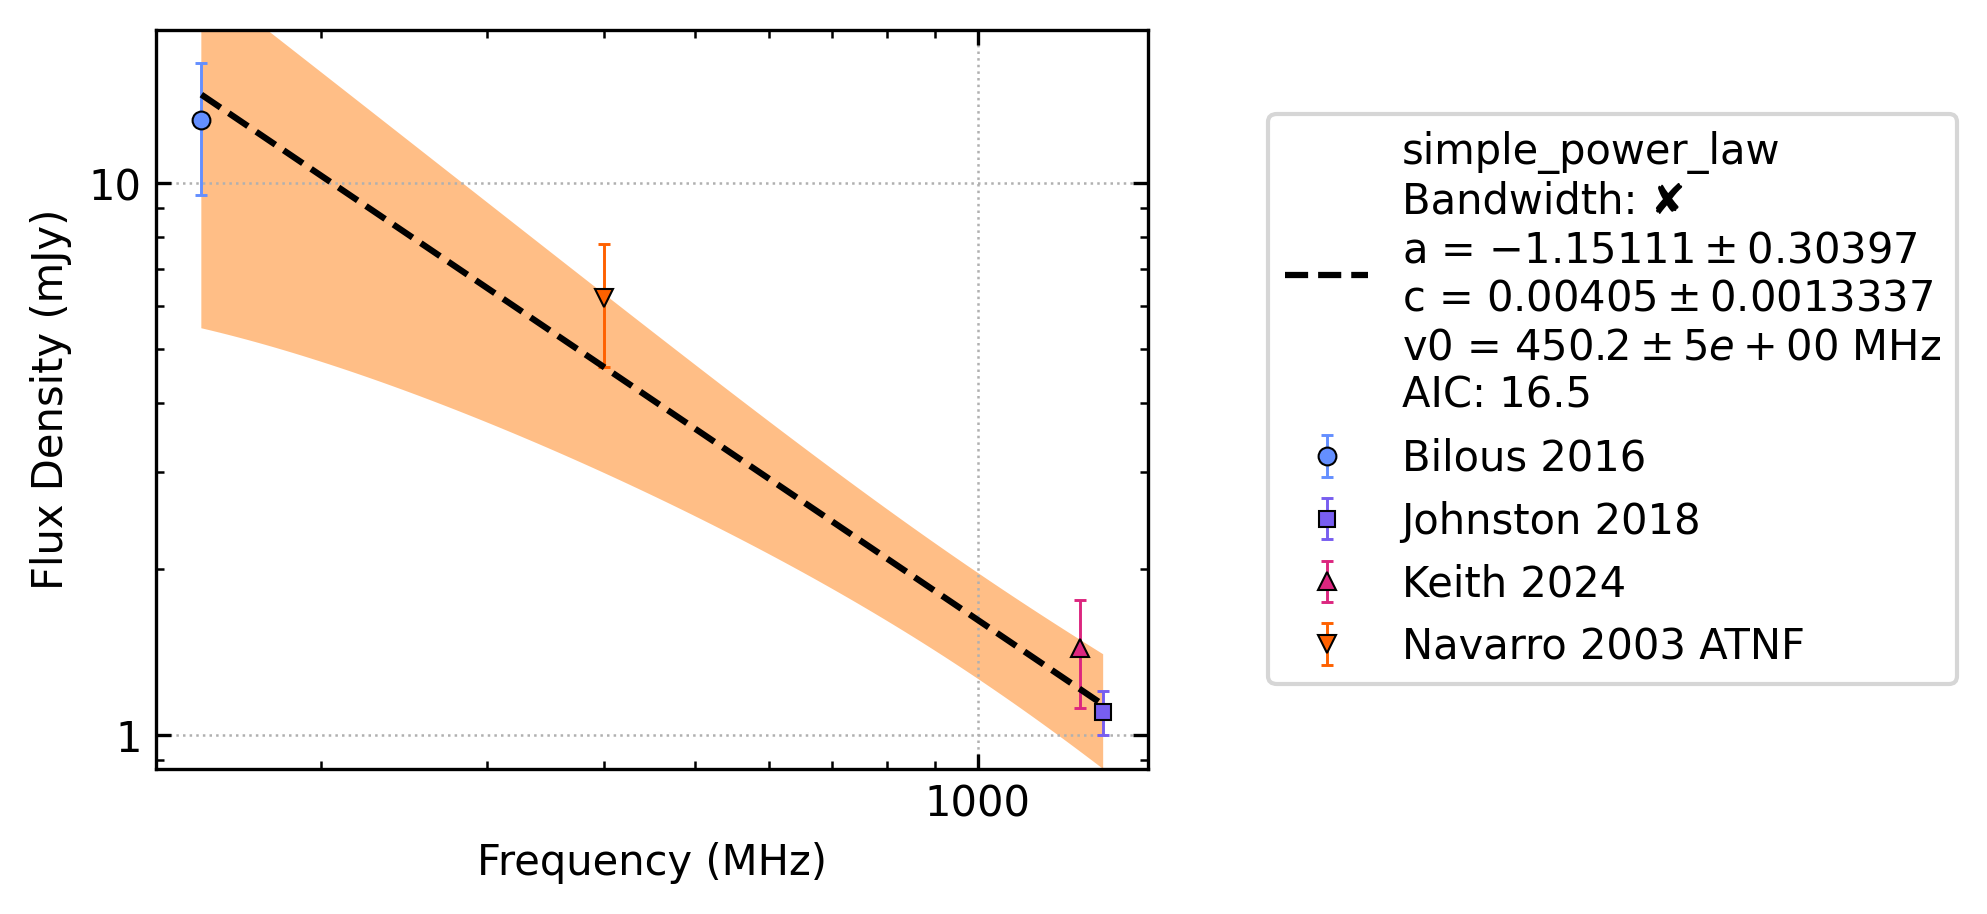 10
1
1000
Flux Density (mJy)
Frequency (MHz)
simple_power_law
Bandwidth: ✘
a = −1.15111 ± 0.30397
c = 0.00405 ± 0.0013337
v0 = 450.2 ± 5e + 00 MHz
AIC: 16.5
Bilous 2016
Johnston 2018
Keith 2024
Navarro 2003 ATNF